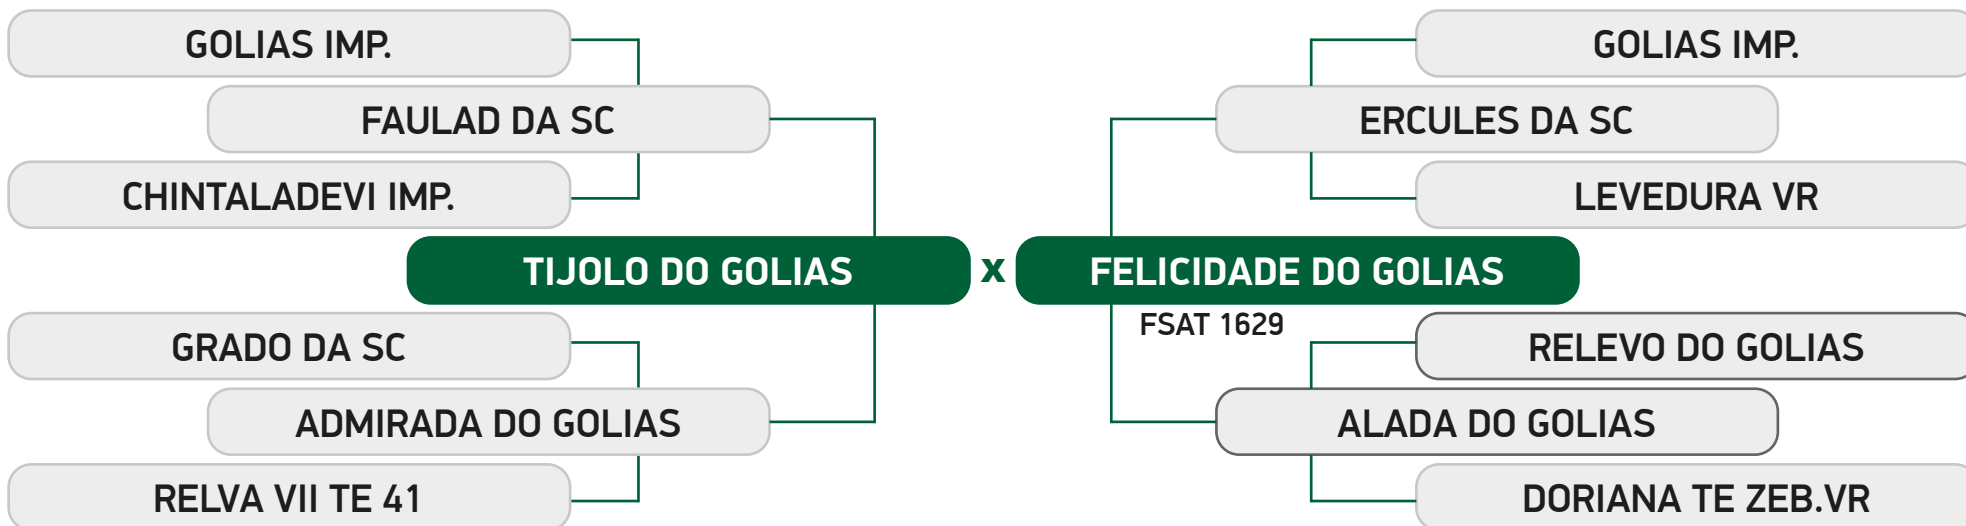 GOLIAS IMP.
GOLIAS IMP.
FAULAD DA SC
ERCULES DA SC
CHINTALADEVI IMP.
LEVEDURA VR
TIJOLO DO GOLIAS x FELICIDADE DO GOLIAS
FSAT 1629
GRADO DA SC
RELEVO DO GOLIAS
ADMIRADA DO GOLIAS
ALADA DO GOLIAS
RELVA VII TE 41
DORIANA TE ZEB.VR